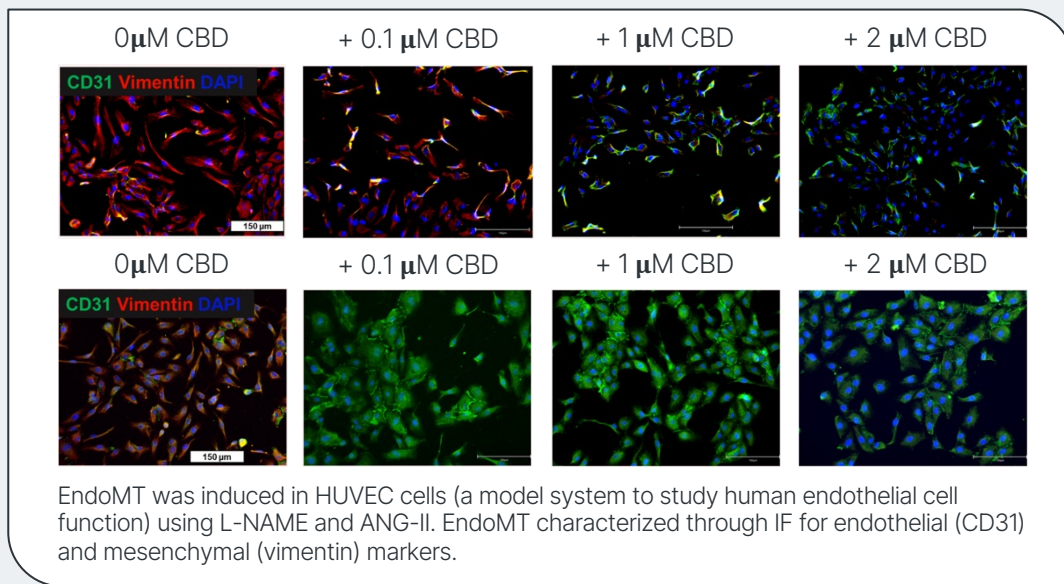 0μM CBD + 0.1 μM CBD + 1 μM CBD + 2 μM CBD
CD31 Vimentin DAPI
150 μm
0μM CBD + 0.1 μM CBD + 1 μM CBD + 2 μM CBD
CD31 Vimentin DAPI
150 μm
EndoMT was induced in HUVEC cells (a model system to study human endothelial cell
function) using L-NAME and ANG-II. EndoMT characterized through IF for endothelial (CD31)
and mesenchymal (vimentin) markers.